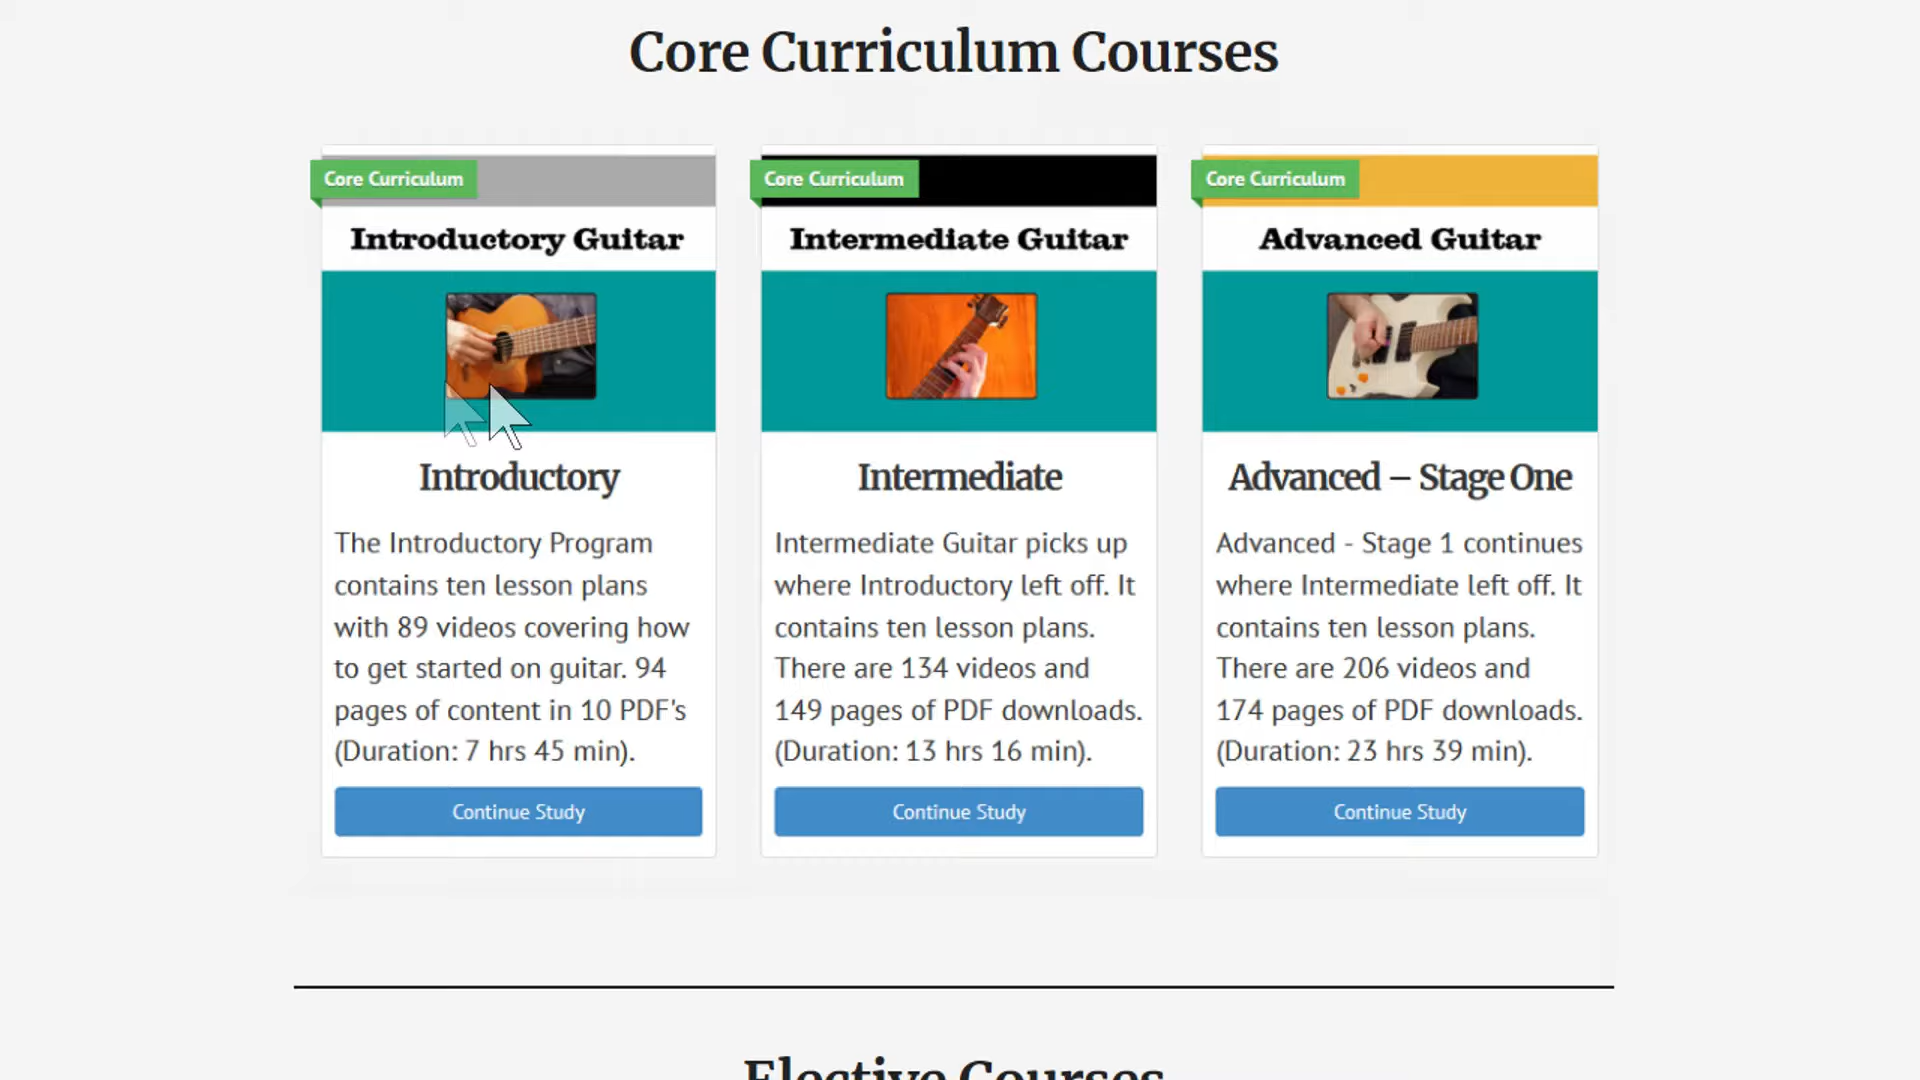 Core Curriculum Courses
Core Curriculum
Introductory Guitar
Introductory
The Introductory Program
contains ten lesson plans
with 89 videos covering how
to get started on guitar. 94
pages of content in 10 PDF's
(Duration: 7 hrs 45 min).
Continue Study
Core Curriculum
Intermediate Guitar
Intermediate
Intermediate Guitar picks up
where Introductory left off. It
contains ten lesson plans.
There are 134 videos and
149 pages of PDF downloads.
(Duration: 13 hrs 16 min).
Continue Study
Core Curriculum
Advanced Guitar
Advanced – Stage One
Advanced - Stage 1 continues
where Intermediate left off. It
contains ten lesson plans.
There are 206 videos and
174 pages of PDF downloads.
(Duration: 23 hrs 39 min).
Continue Study
Elective Courses